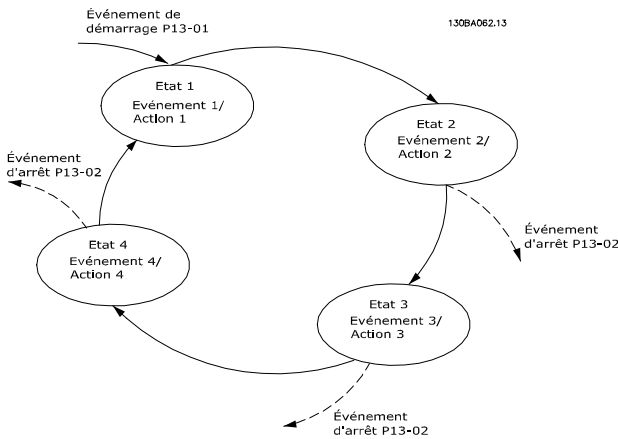 Événement de
démarrage P13-01
130BA062.13
Etat 1
Evénement 1/
Action 1
Etat 2
Evénement 2/
Action 2
Événement
d'arrêt P13-02
Etat 3
Evénement 3/
Action 3
Événement
d'arrêt P13-02
Etat 4
Evénement 4/
Action 4
Événement
d'arrêt P13-02